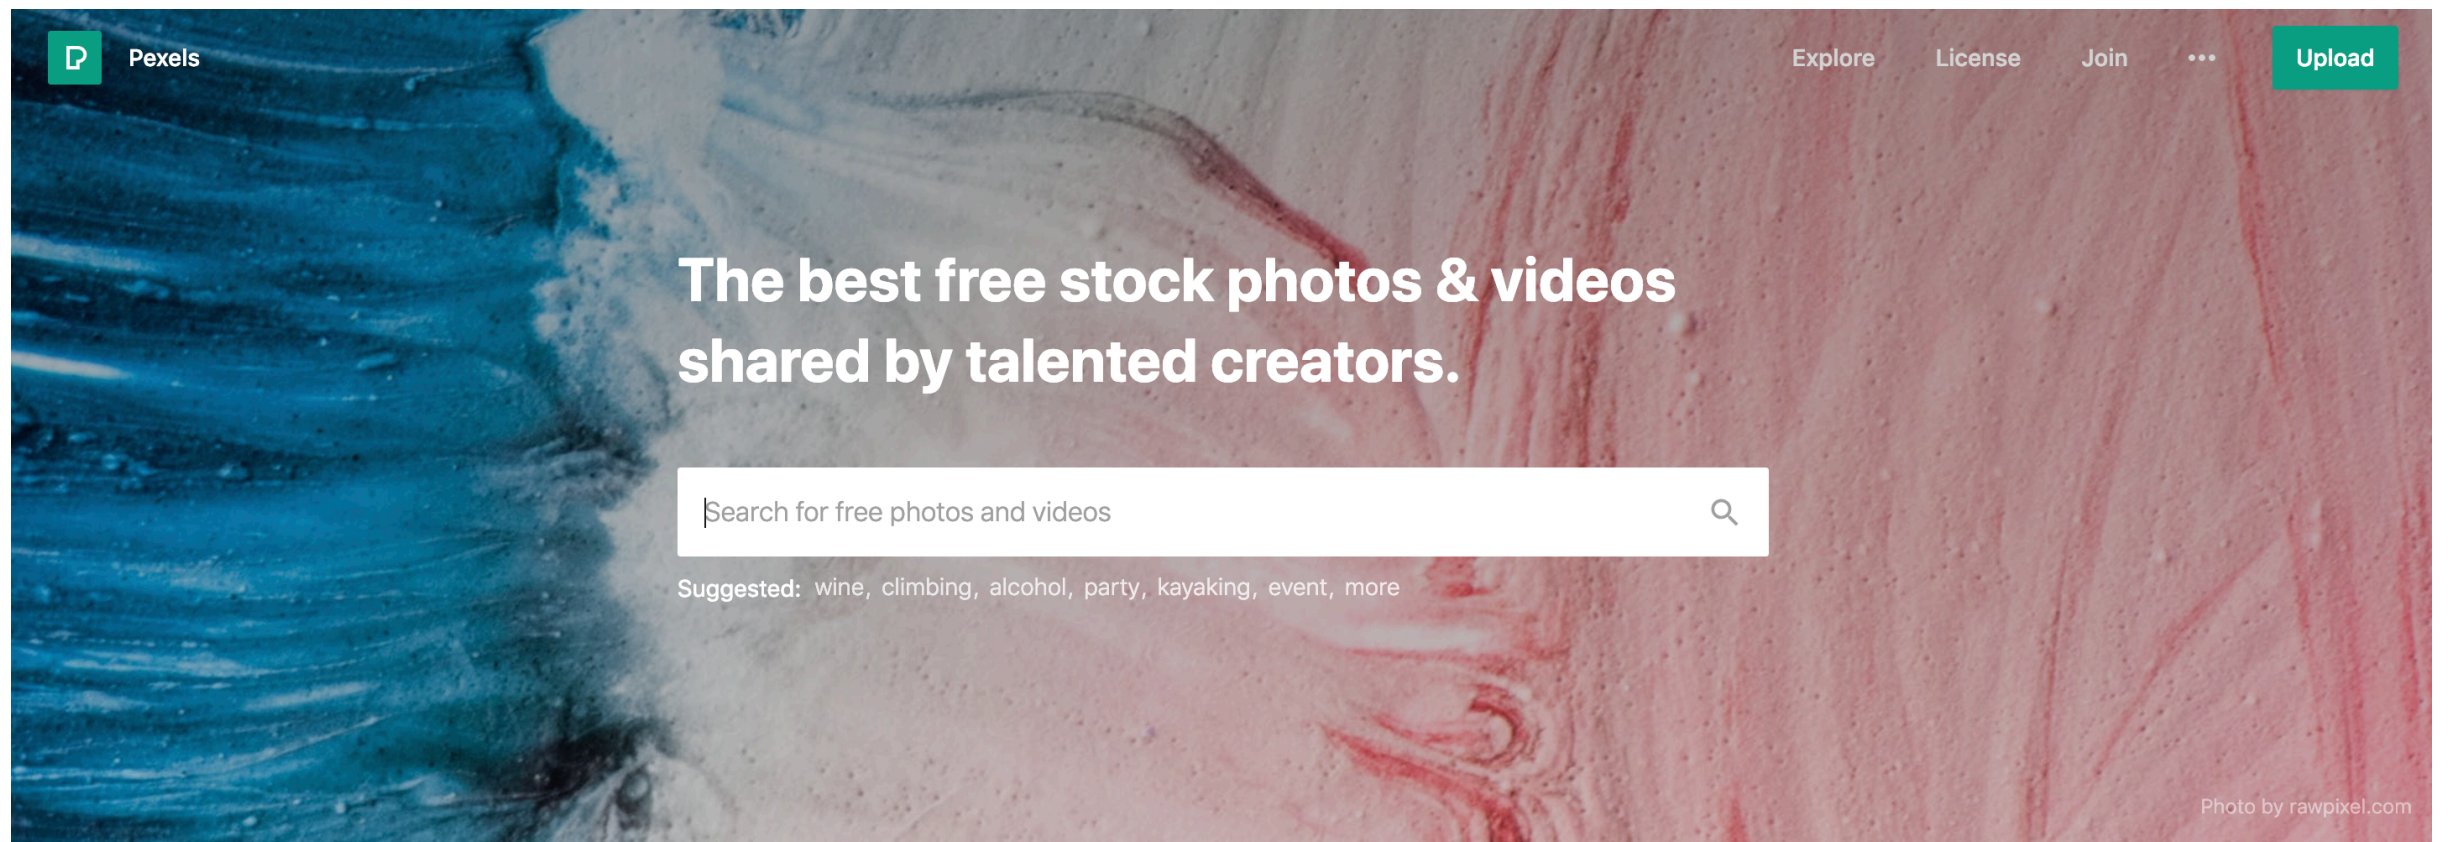 Pexels
Explore
License
Join
•••
Upload
The best free stock photos & videos
shared by talented creators.
Search for free photos and videos
Suggested: wine, climbing, alcohol, party, kayaking, event, more
Photo by rawpixel.com